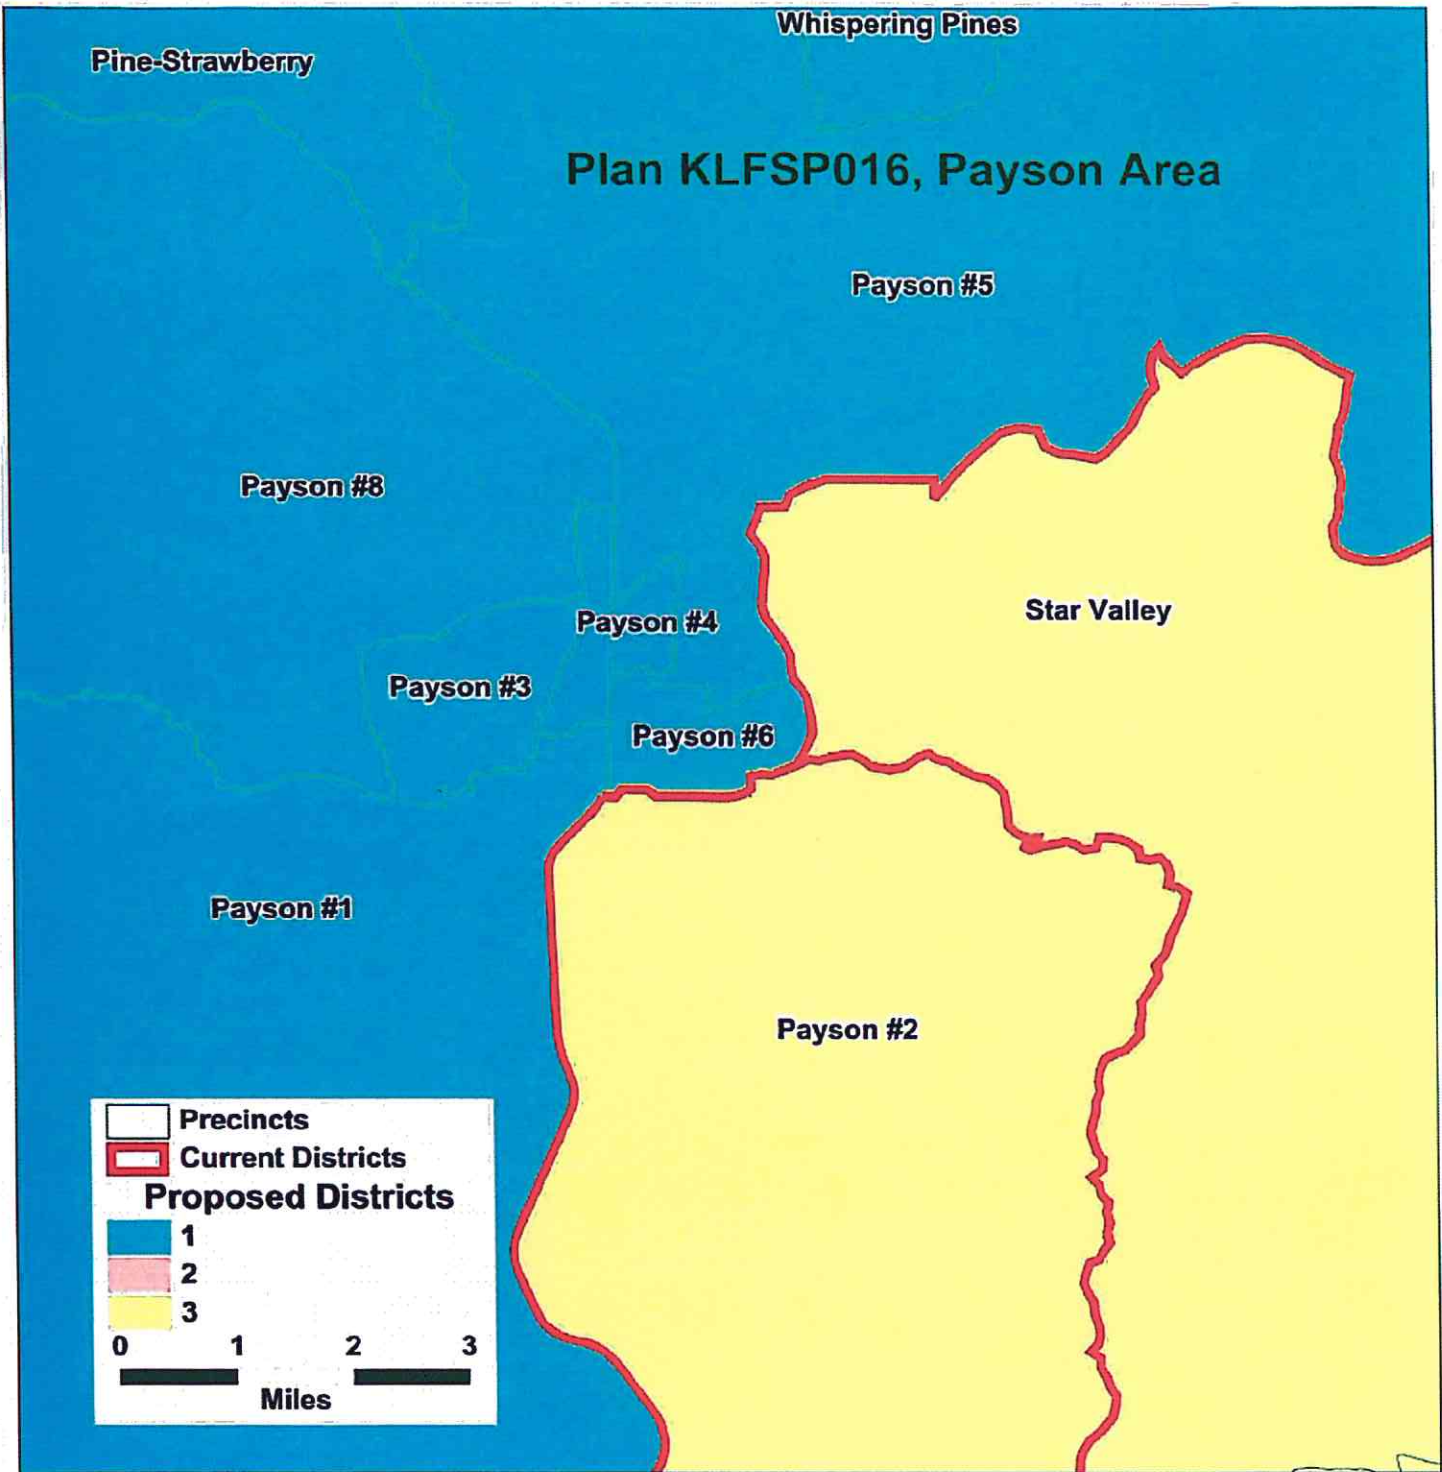 Whispering Pines
Pine-Strawberry
Plan KLFSP016, Payson Area
Payson #5
Payson #8
Star Valley
Payson #4
Payson #3
Payson #6
Payson #1
Payson #2
Precincts
Current Districts
Proposed Districts
1
2
3
0 1 2 3
Miles